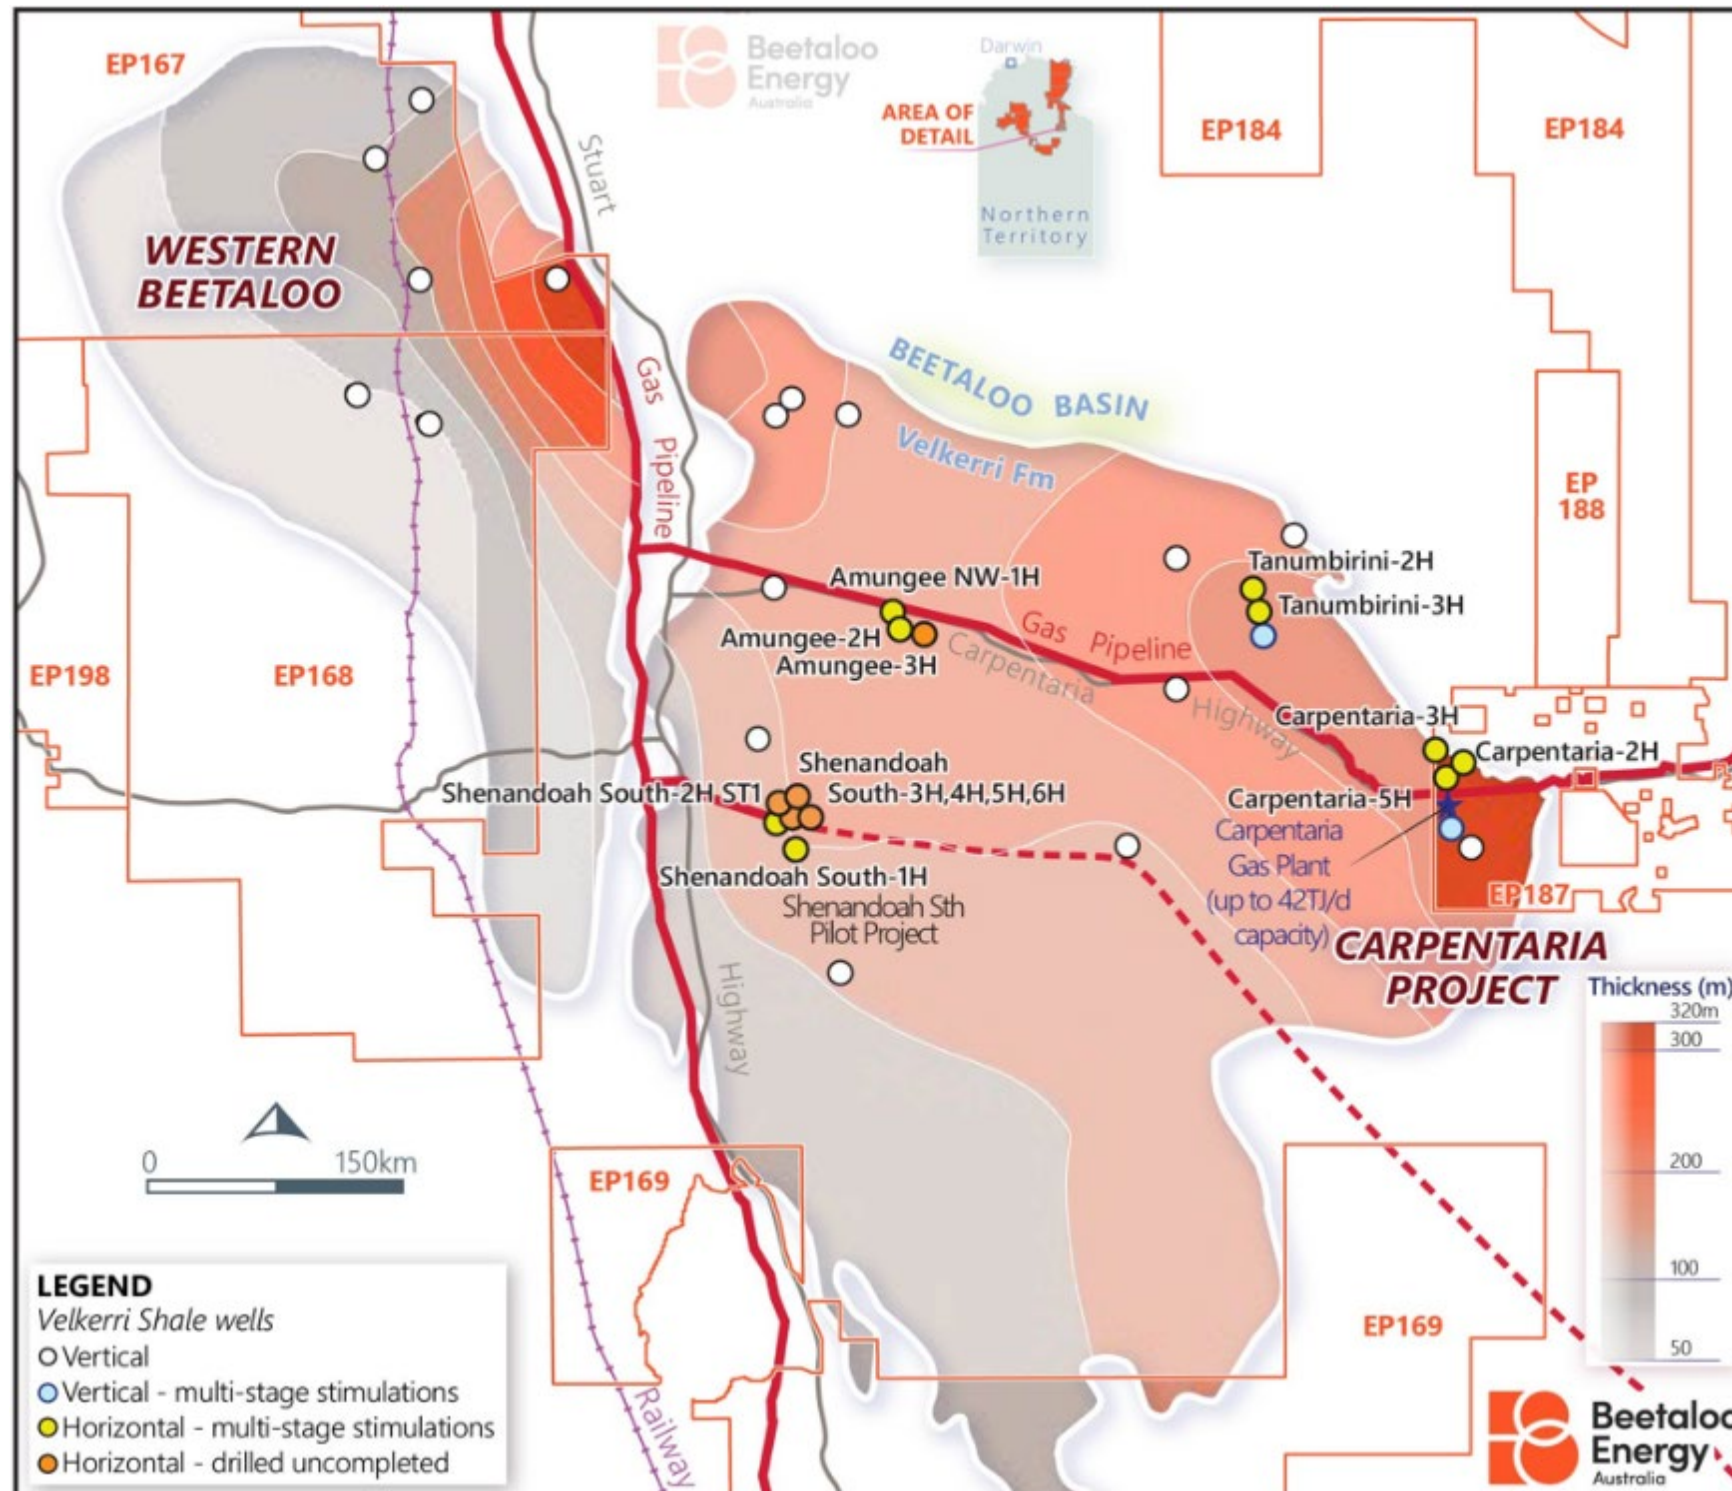 EP167
Beetaloo
Energy
Australia
Darwin
AREA OF
DETAIL
Northern
Territory
EP184
EP184
Stuart
WESTERN
BEETALOO
BEETALOO BASIN
Velkerri Fm
Gas Pipeline
EP
188
Tanumbirini-2H
Amungee NW-1H
Tanumbirini-3H
Amungee-2H
Amungee-3H
Gas Pipeline
Carpentaria
Highway
EP198
EP168
Carpentaria-3H
Carpentaria-2H
Shenandoah
Shenandoah South-2H ST1
South-3H,4H,5H,6H
Carpentaria-5H
Carpentaria
Gas Plant
(up to 42TJ/d
capacity)
Shenandoah South-1H
Shenandoah Sth
Pilot Project
EP187
CARPENTARIA
PROJECT
Highway
Thickness (m)
320m
300
200
100
50
0 150km
EP169
EP169
Railway
LEGEND
Velkerri Shale wells
Vertical
Vertical - multi-stage stimulations
Horizontal - multi-stage stimulations
Horizontal - drilled uncompleted
Beetaloo
Energy
Australia